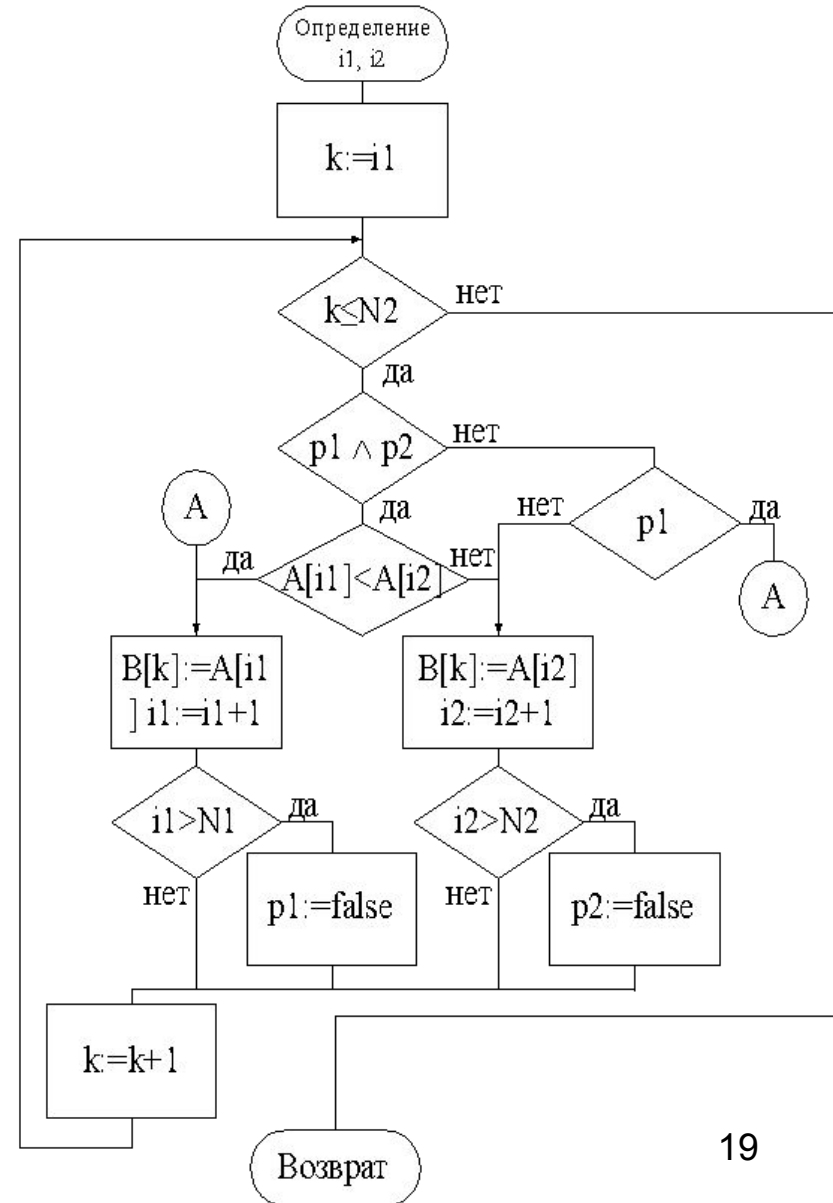 Определение
i1, i2
k:=i1
k≤N2
нет
да
p1 ∧ p2
нет
да
p1
нет
да
A
A
A[i1]<A[i2]
да
нет
B[k]:=A[i1
] i1:=i1+1
B[k]:=A[i2]
i2:=i2+1
i1>N1
да
нет
i2>N2
да
нет
p1:=false
p2:=false
k:=k+1
Возврат
19